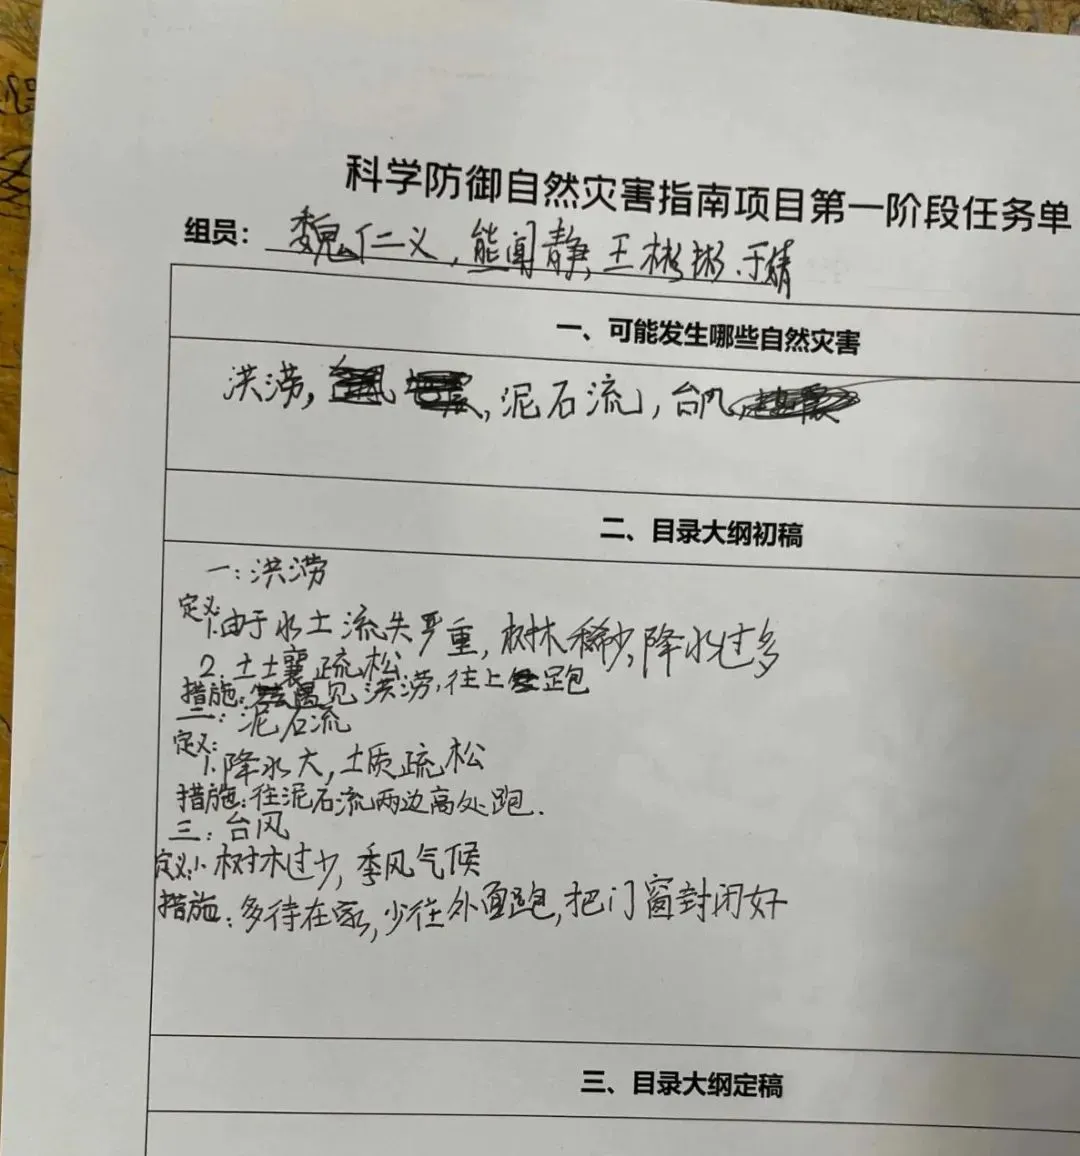 科学防御自然灾害指南项目第一阶段任务单
组员：魏仁义，熊闻静，王彬彬，于婧
一、可能发生哪些自然灾害
洪涝，泥石流，台风，
二、目录大纲初稿
一：洪涝
定义：
1.由于水土流失严重，树木稀少，降水过多
2.土壤疏松
措施：遇见洪涝，往上跑
二：泥石流
定义：
1.降水大，土质疏松
措施：往泥石流两边高处跑.
三：台风
定义：1.树木过少，季风气候
措施：多待在家，少往外面跑，把门窗封闭好
三、目录大纲定稿